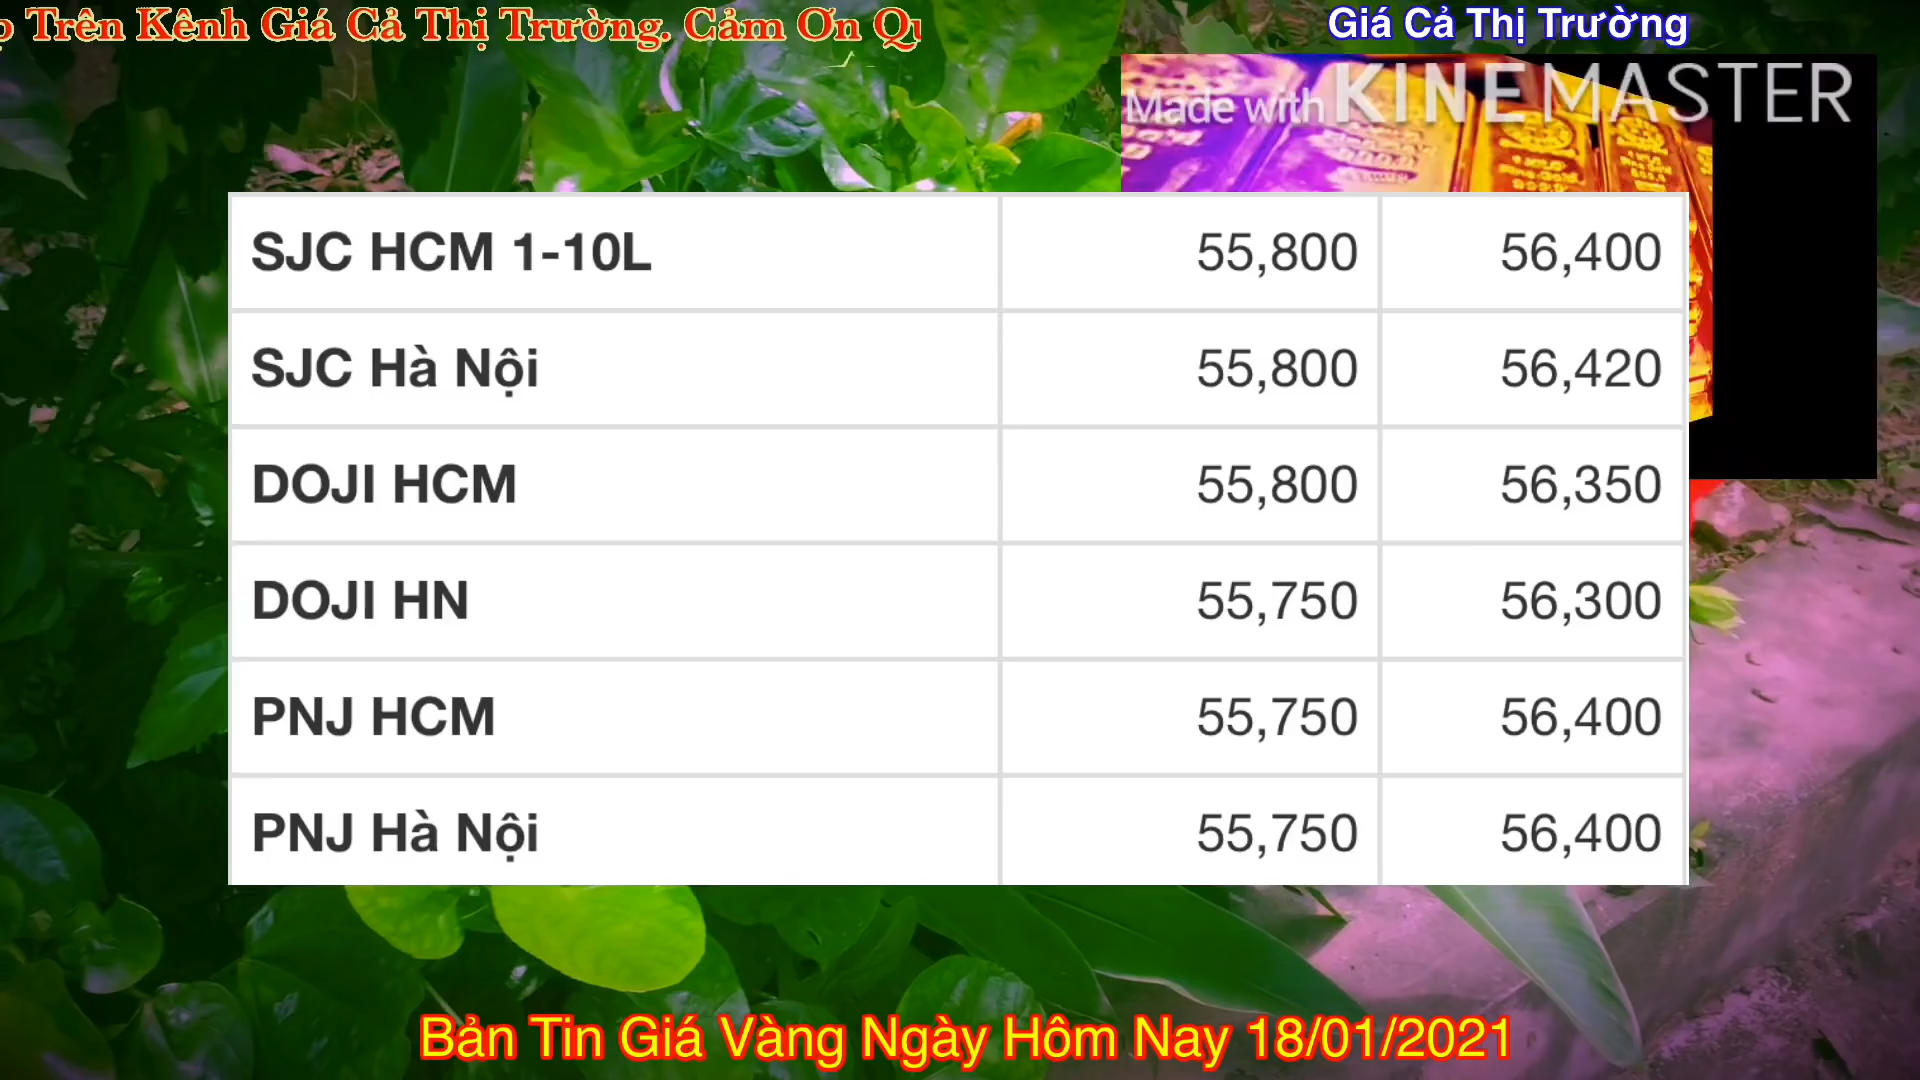 Trên Kênh Giá Cả Thị Trường. Cảm Ơn
Giá Cả Thị Trường
Made with KINEMASTER
SJC HCM 1-10L 55,800 56,400
SJC Hà Nội 55,800 56,420
DOJI HCM 55,800 56,350
DOJI HN 55,750 56,300
PNJ HCM 55,750 56,400
PNJ Hà Nội 55,750 56,400
Bản Tin Giá Vàng Ngày Hôm Nay 18/01/2021